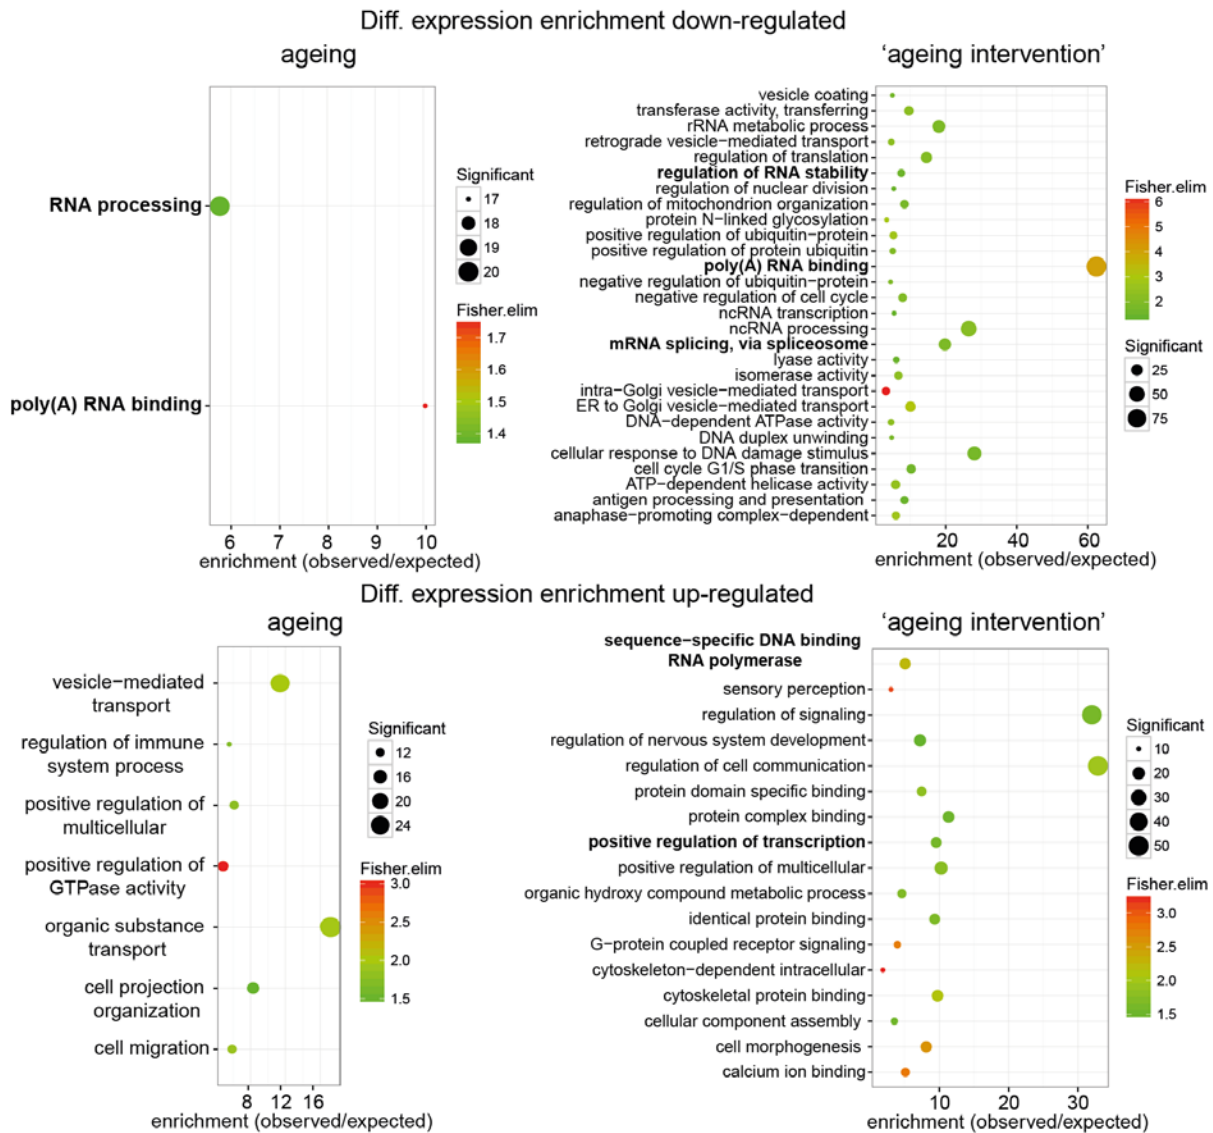 Diff. expression enrichment down-regulated
ageing
RNA processing
poly(A) RNA binding
6 7 8 9 10
enrichment (observed/expected)
Significant
17
18
19
20
Fisher.elim
1.7
1.6
1.5
1.4
'ageing intervention'
vesicle coating
transferase activity, transferring
rRNA metabolic process
retrograde vesicle−mediated transport
regulation of translation
regulation of RNA stability
regulation of nuclear division
regulation of mitochondrion organization
protein N−linked glycosylation
positive regulation of ubiquitin−protein
positive regulation of protein ubiquitin
poly(A) RNA binding
negative regulation of ubiquitin−protein
negative regulation of cell cycle
ncRNA transcription
ncRNA processing
mRNA splicing, via spliceosome
lyase activity
isomerase activity
intra−Golgi vesicle−mediated transport
ER to Golgi vesicle−mediated transport
DNA−dependent ATPase activity
DNA duplex unwinding
cellular response to DNA damage stimulus
cell cycle G1/S phase transition
ATP−dependent helicase activity
antigen processing and presentation
anaphase−promoting complex−dependent
20 40 60
enrichment (observed/expected)
Fisher.elim
6
5
4
3
2
Significant
25
50
75
Diff. expression enrichment up-regulated
ageing
vesicle−mediated
transport
regulation of immune
system process
positive regulation of
multicellular
positive regulation of
GTPase activity
organic substance
transport
cell projection
organization
cell migration
8 12 16
enrichment (observed/expected)
Significant
12
16
20
24
Fisher.elim
3.0
2.5
2.0
1.5
'ageing intervention'
sequence−specific DNA binding
RNA polymerase
sensory perception
regulation of signaling
regulation of nervous system development
regulation of cell communication
protein domain specific binding
protein complex binding
positive regulation of transcription
positive regulation of multicellular
organic hydroxy compound metabolic process
identical protein binding
G−protein coupled receptor signaling
cytoskeleton−dependent intracellular
cytoskeletal protein binding
cellular component assembly
cell morphogenesis
calcium ion binding
10 20 30
enrichment (observed/expected)
Significant
10
20
30
40
50
Fisher.elim
3.0
2.5
2.0
1.5